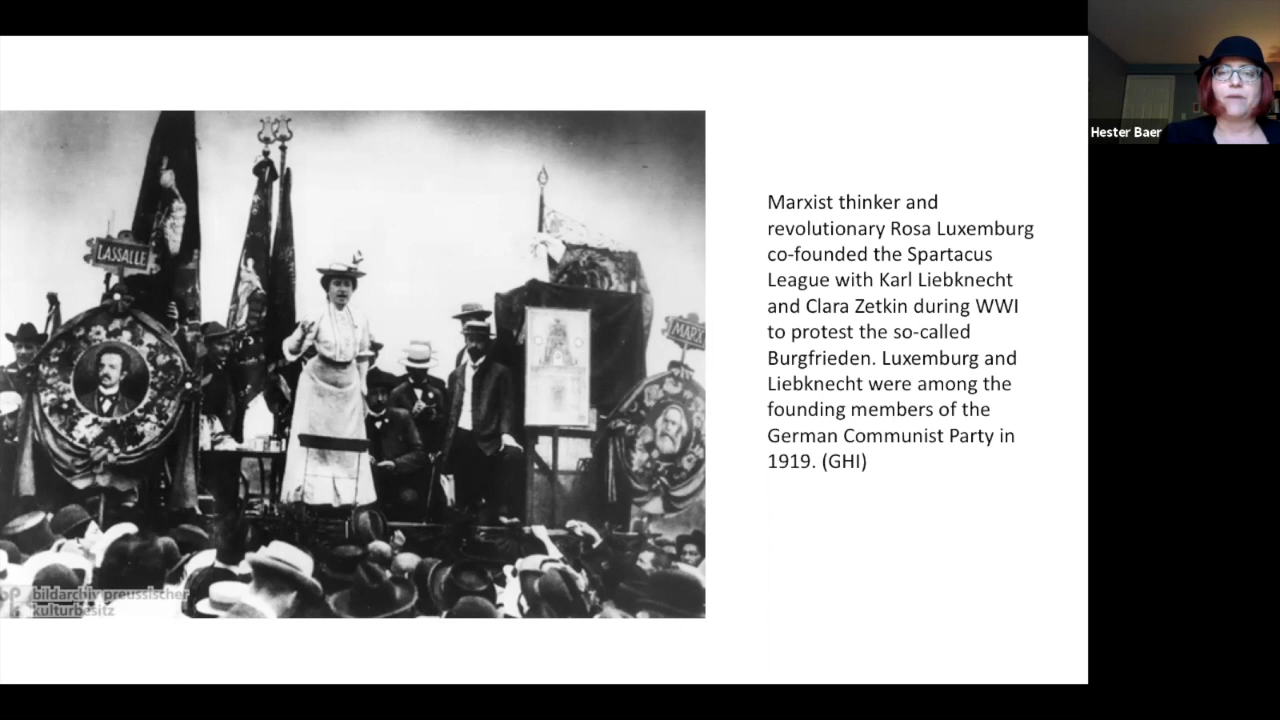 Hester Baer
LASSALLE
MARX
Marxist thinker and
revolutionary Rosa Luxemburg
co-founded the Spartacus
League with Karl Liebknecht
and Clara Zetkin during WWI
to protest the so-called
Burgfrieden. Luxemburg and
Liebknecht were among the
founding members of the
German Communist Party in
1919. (GHI)
bildarchiv preussischer
kulturbesitz